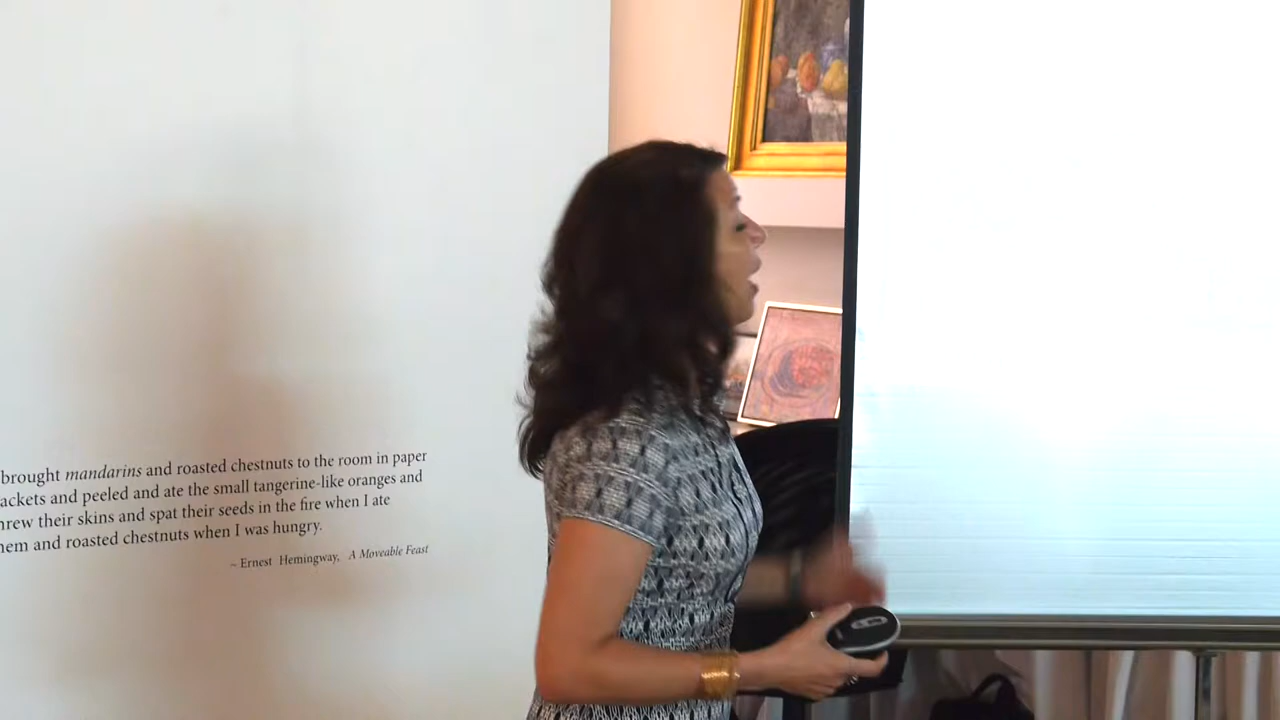 brought mandarins and roasted chestnuts to the room in paper
ackets and peeled and ate the small tangerine-like oranges and
hrew their skins and spat their seeds in the fire when I ate
hem and roasted chestnuts when I was hungry.
~ Ernest Hemingway, A Moveable Feast